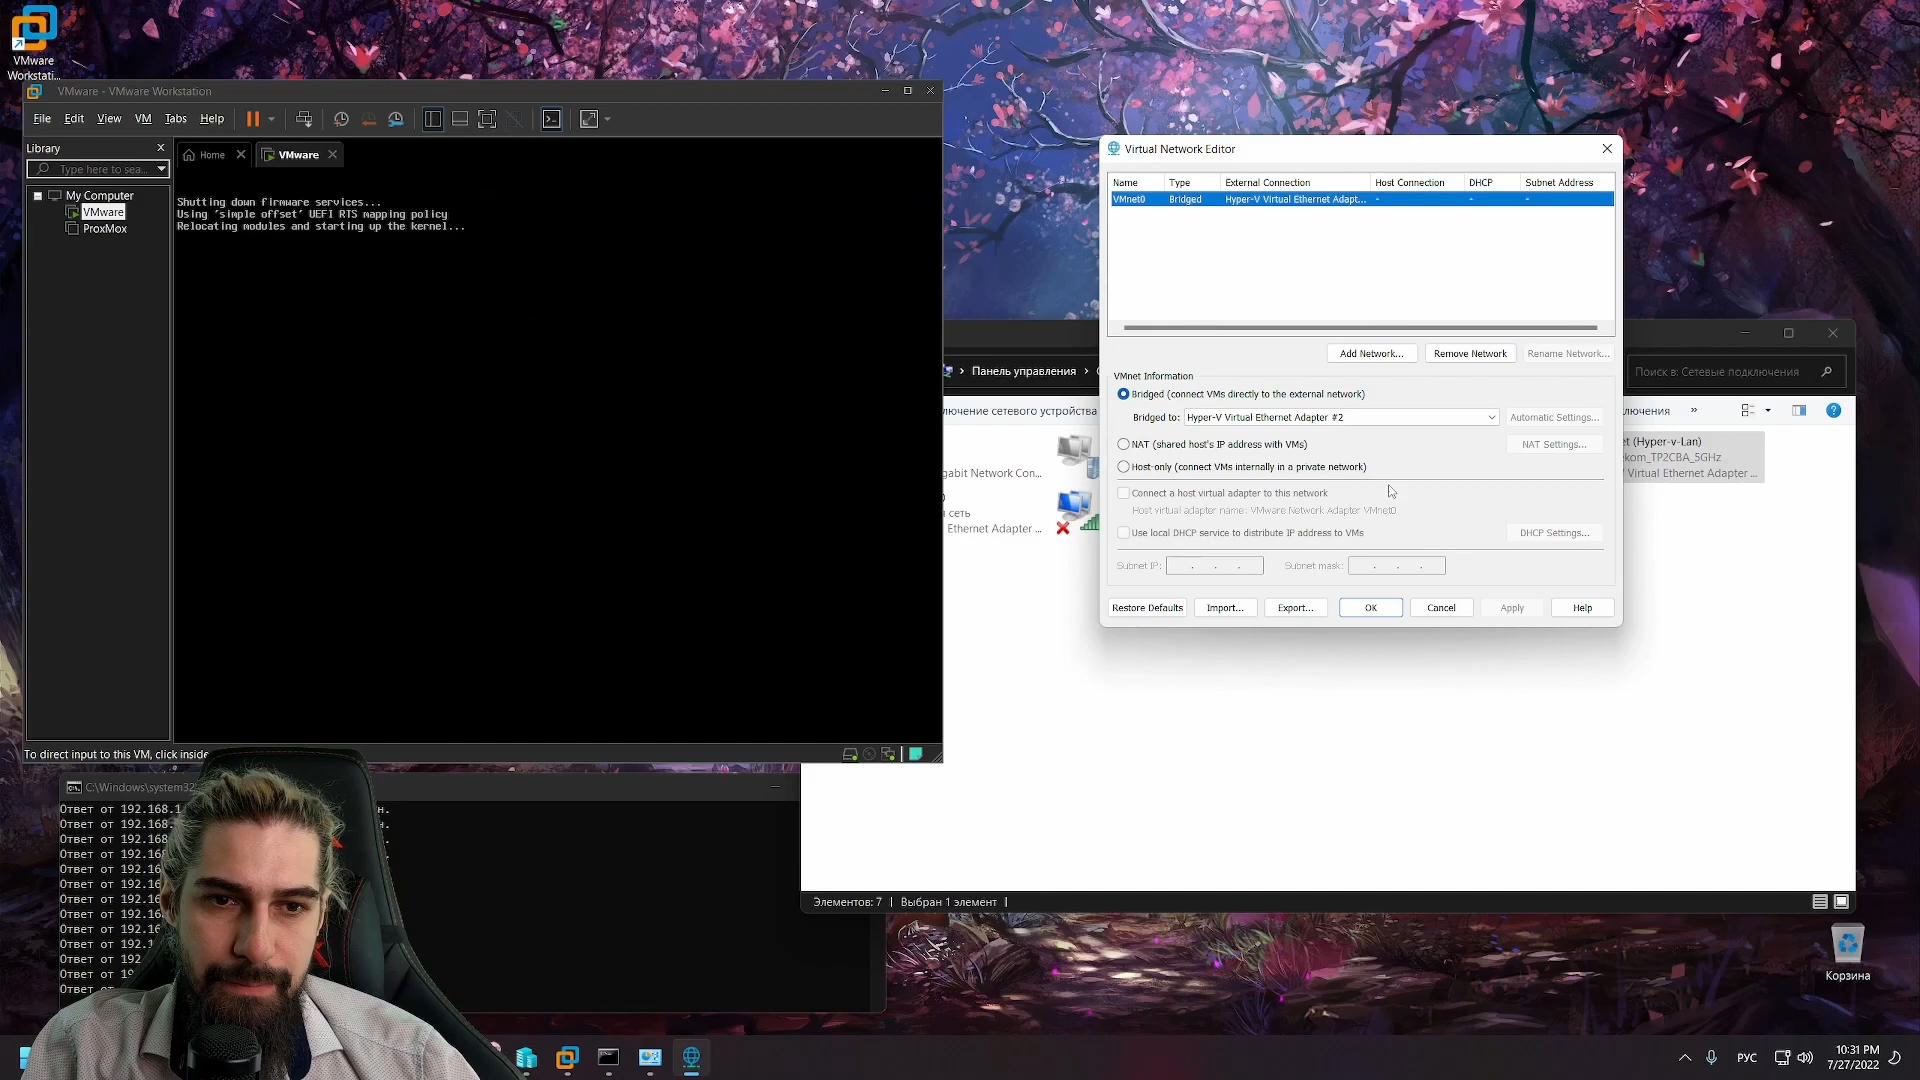 VMware
Workstati...
VMware - VMware Workstation
File Edit View VM Tabs Help
Library
Type here to sea...
My Computer
VMware
ProxMox
Home
VMware
Shutting down firmware services...
Using 'simple offset' UEFI RTS mapping policy
Relocating modules and starting up the kernel...
To direct input to this VM, click inside
Virtual Network Editor
Name Type External Connection Host Connection DHCP Subnet Address
VMnet0 Bridged Hyper-V Virtual Ethernet Adapt... - - -
Add Network... Remove Network Rename Network...
VMnet Information
Bridged (connect VMs directly to the external network)
Bridged to: Hyper-V Virtual Ethernet Adapter #2 Automatic Settings...
NAT (shared host's IP address with VMs) NAT Settings...
Host-only (connect VMs internally in a private network)
Connect a host virtual adapter to this network
Host virtual adapter name: VMware Network Adapter VMnet0
Use local DHCP service to distribute IP address to VMs DHCP Settings...
Subnet IP: . . . Subnet mask: . . .
Restore Defaults Import... Export... OK Cancel Apply Help
Панель управления
Поиск в: Сетевые подключения
лючение сетевого устройства
лючения »
gabit Network Con...
я сеть
Ethernet Adapter ...
et (Hyper-v-Lan)
ekom_TP2CBA_5GHz
Virtual Ethernet Adapter ...
Элементов: 7 | Выбран 1 элемент |
C:\Windows\system32
Ответ от 192.168.1 н.
Ответ от 192.168. н.
Ответ от 192.168.
Ответ от 192.168
Ответ от 192.16
Ответ от 192.16
Ответ от 192.16
Ответ от 192.16
Ответ от 192.16
Ответ от 192.1
Ответ от 192
Ответ от 19
Ответ от
Корзина
РУС
10:31 PM
7/27/2022